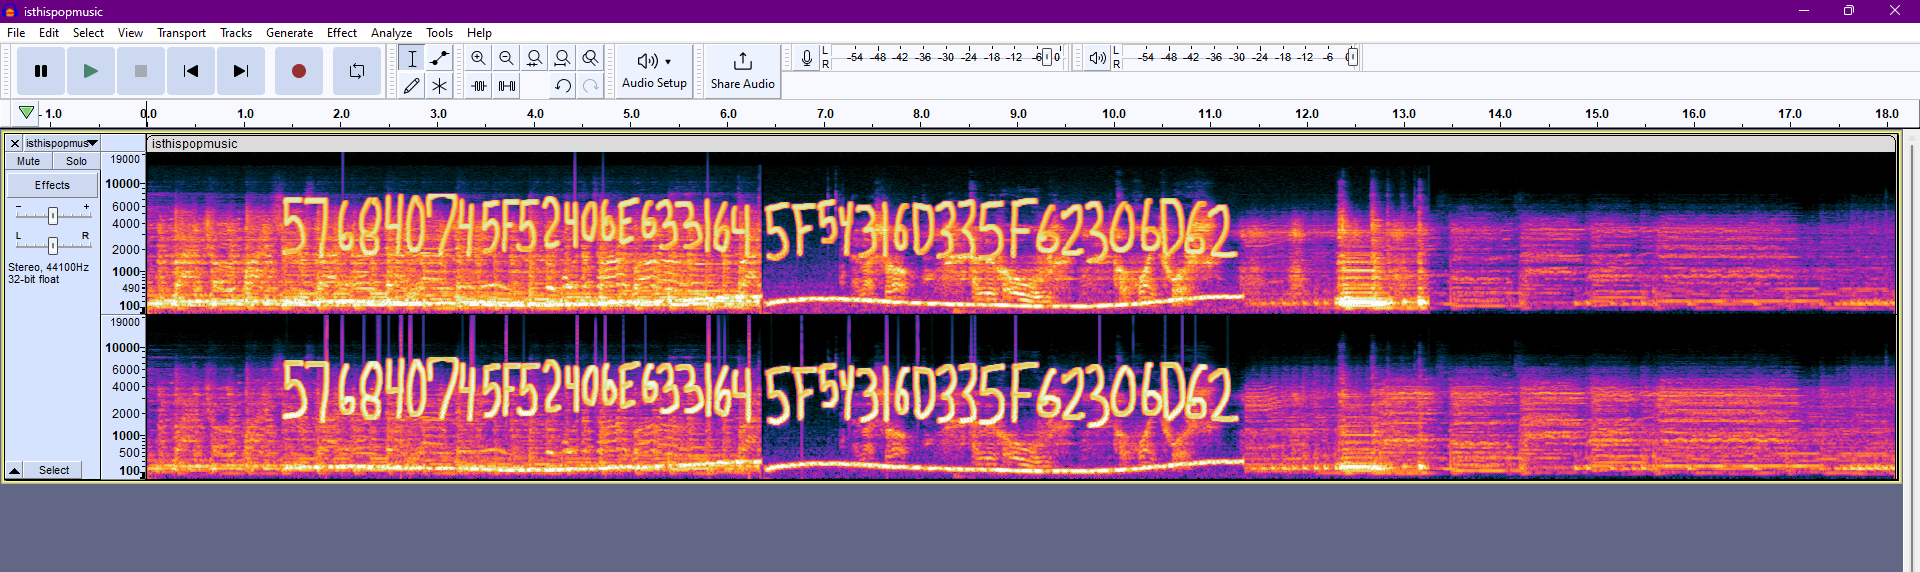 isthispopmusic
File Edit Select View Transport Tracks Generate Effect Analyze Tools Help
Audio Setup
Share Audio
L R -54 -48 -42 -36 -30 -24 -18 -12 -6 0
L R -54 -48 -42 -36 -30 -24 -18 -12 -6 0
- 1.0 0.0 1.0 2.0 3.0 4.0 5.0 6.0 7.0 8.0 9.0 10.0 11.0 12.0 13.0 14.0 15.0 16.0 17.0 18.0
isthispopmus
isthispopmusic
Mute Solo
Effects
- +
L R
Stereo, 44100Hz
32-bit float
Select
19000
10000
6000
4000
2000
1000
490
100
576840745F52406E633164 5F54316D335F62306D62
19000
10000
6000
4000
2000
1000
500
100
576840745F52406E633164 5F54316D335F62306D62